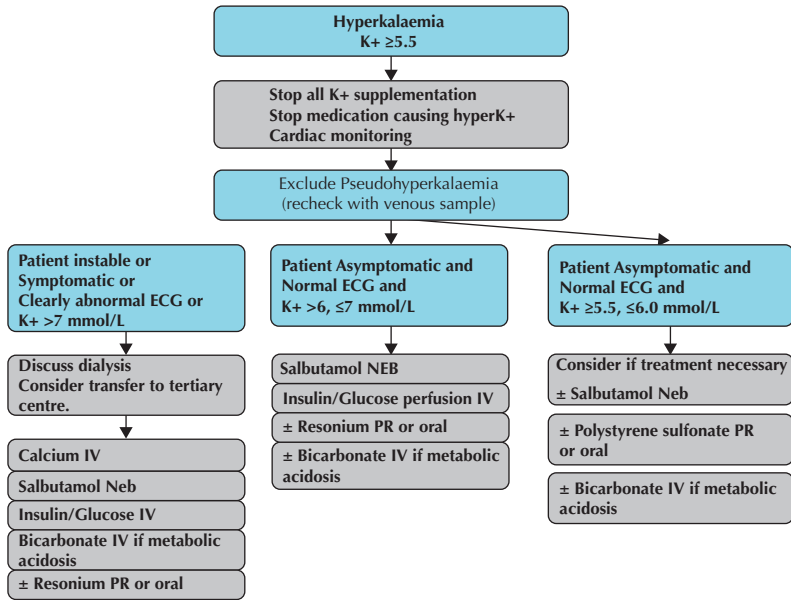 Hyperkalaemia
K+ ≥5.5
Stop all K+ supplementation
Stop medication causing hyperK+
Cardiac monitoring
Exclude Pseudohyperkalaemia
(recheck with venous sample)
Patient instable or
Symptomatic or
Clearly abnormal ECG or
K+ >7 mmol/L
Discuss dialysis
Consider transfer to tertiary
centre.
Calcium IV
Salbutamol Neb
Insulin/Glucose IV
Bicarbonate IV if metabolic
acidosis
± Resonium PR or oral
Patient Asymptomatic and
Normal ECG and
K+ >6, ≤7 mmol/L
Salbutamol NEB
Insulin/Glucose perfusion IV
± Resonium PR or oral
± Bicarbonate IV if metabolic
acidosis
Patient Asymptomatic and
Normal ECG and
K+ ≥5.5, ≤6.0 mmol/L
Consider if treatment necessary
± Salbutamol Neb
± Polystyrene sulfonate PR
or oral
± Bicarbonate IV if metabolic
acidosis